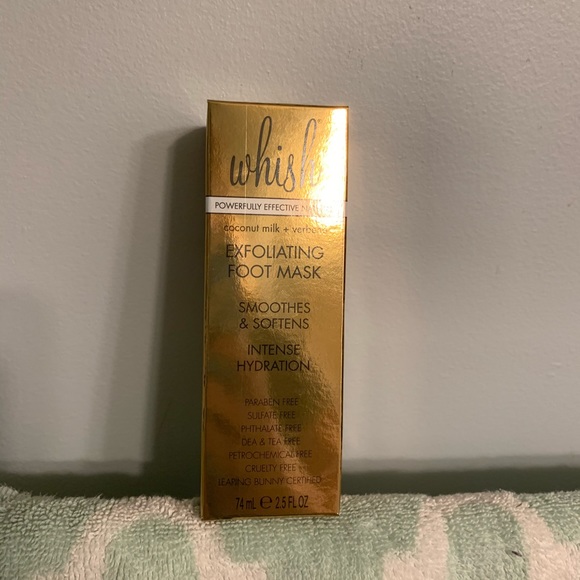 whish
POWERFULLY EFFECTIVE
coconut milk + verbena
EXFOLIATING
FOOT MASK
SMOOTHES
& SOFTENS
INTENSE
HYDRATION
PARABEN FREE
SULFATE FREE
PHTHALATE FREE
DEA & TEA FREE
PETROCHEMICAL FREE
CRUELTY FREE
LEAPING BUNNY CERTIFIED
74 mL ℮ 2.5 FL OZ